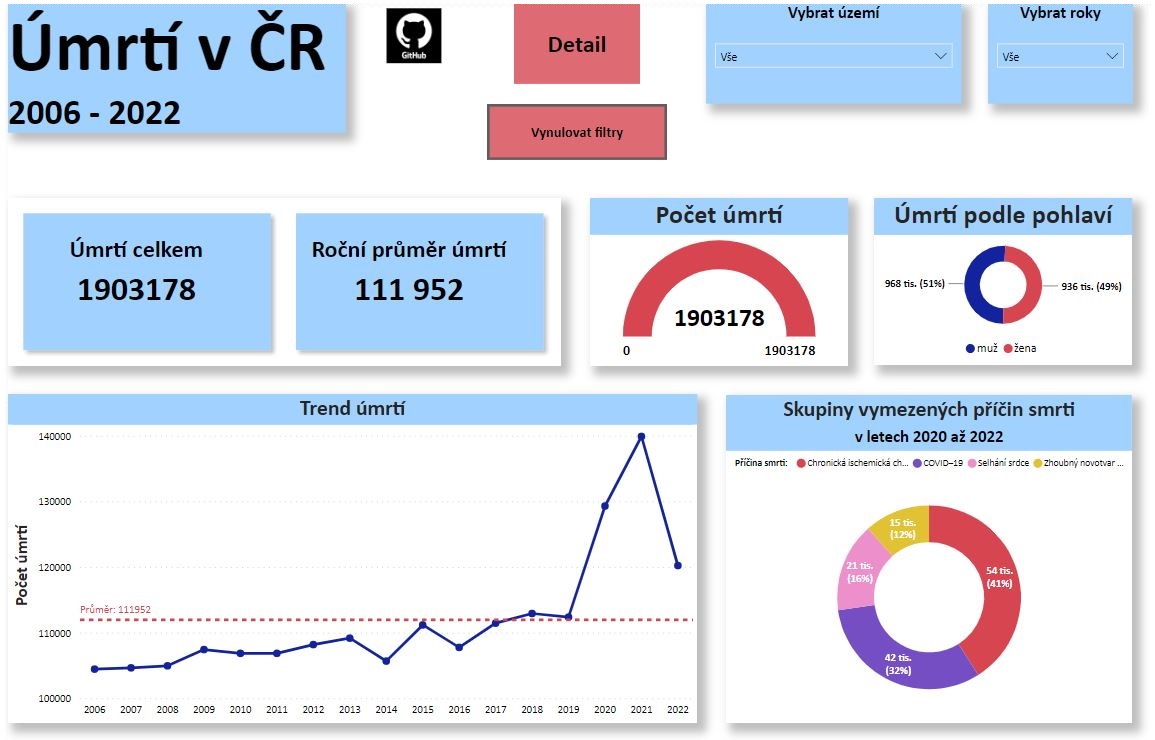 Úmrtí v ČR
2006 - 2022
GitHub
Detail
Vynulovat filtry
Vybrat území
Vše
Vybrat roky
Vše
Úmrtí celkem
1903178
Roční průměr úmrtí
111 952
Počet úmrtí
1903178
0
1903178
Úmrtí podle pohlaví
968 tis. (51%)
936 tis. (49%)
muž
žena
Trend úmrtí
Počet úmrtí
140000
130000
120000
110000
100000
Průměr: 111952
2006 2007 2008 2009 2010 2011 2012 2013 2014 2015 2016 2017 2018 2019 2020 2021 2022
Skupiny vymezených příčin smrti
v letech 2020 až 2022
Příčina smrti: Chronická ischemická ch... COVID–19 Selhání srdce Zhoubný novotvar ...
15 tis.
(12%)
54 tis.
(41%)
21 tis.
(16%)
42 tis.
(32%)